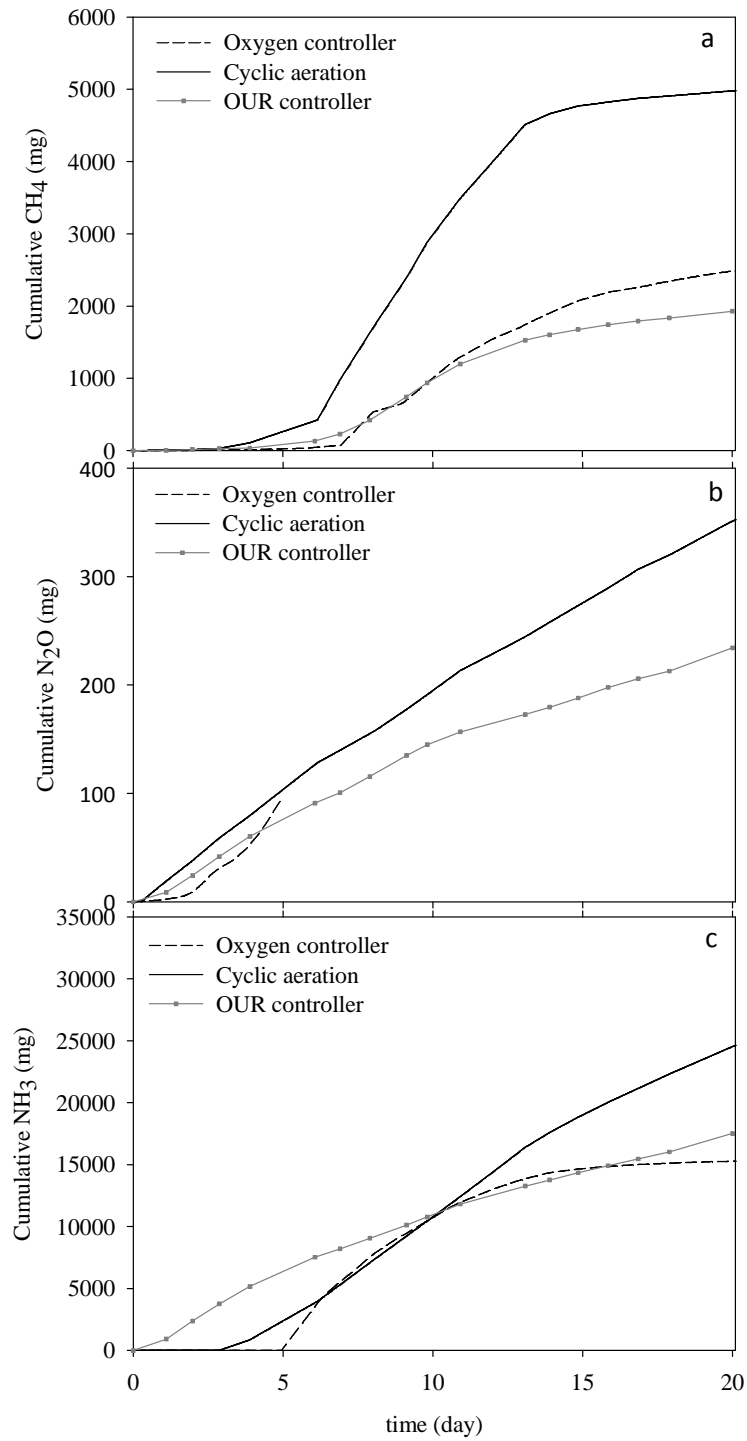 6000
a
Oxygen controller
Cyclic aeration
OUR controller
5000
4000
3000
2000
1000
0
Cumulative CH4 (mg)
400
b
Oxygen controller
Cyclic aeration
OUR controller
300
200
100
0
Cumulative N2O (mg)
35000
c
Oxygen controller
Cyclic aeration
OUR controller
30000
25000
20000
15000
10000
5000
0
Cumulative NH3 (mg)
0 5 10 15 20
time (day)